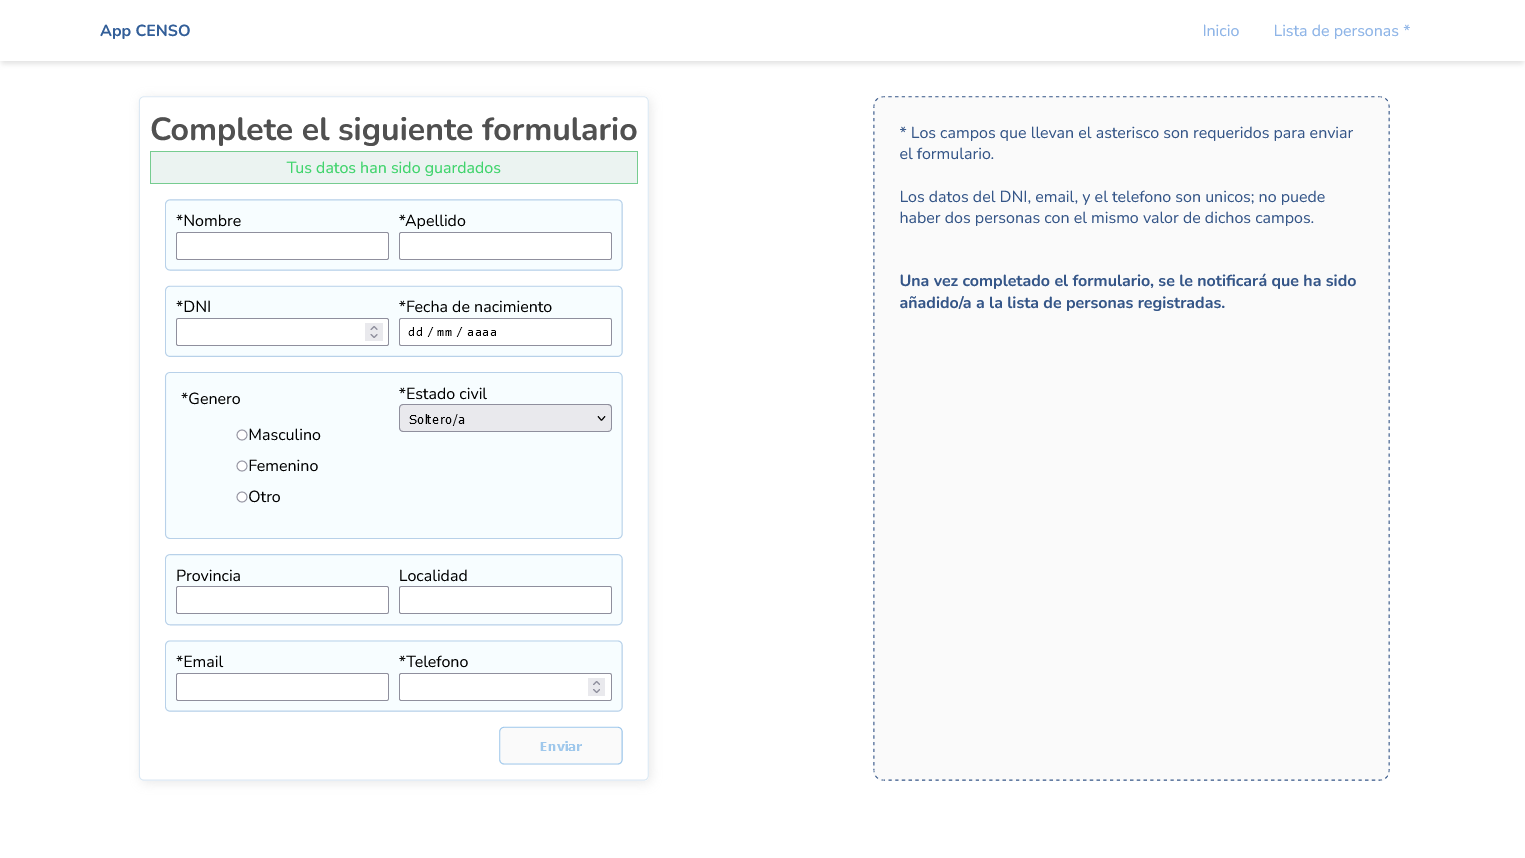 App CENSO
Inicio
Lista de personas *
Complete el siguiente formulario
Tus datos han sido guardados
*Nombre
*Apellido
*DNI
*Fecha de nacimiento
dd / mm / aaaa
*Genero
Masculino
Femenino
Otro
*Estado civil
Soltero/a
Provincia
Localidad
*Email
*Telefono
Enviar
* Los campos que llevan el asterisco son requeridos para enviar
el formulario.
Los datos del DNI, email, y el telefono son unicos; no puede
haber dos personas con el mismo valor de dichos campos.
Una vez completado el formulario, se le notificará que ha sido
añadido/a a la lista de personas registradas.